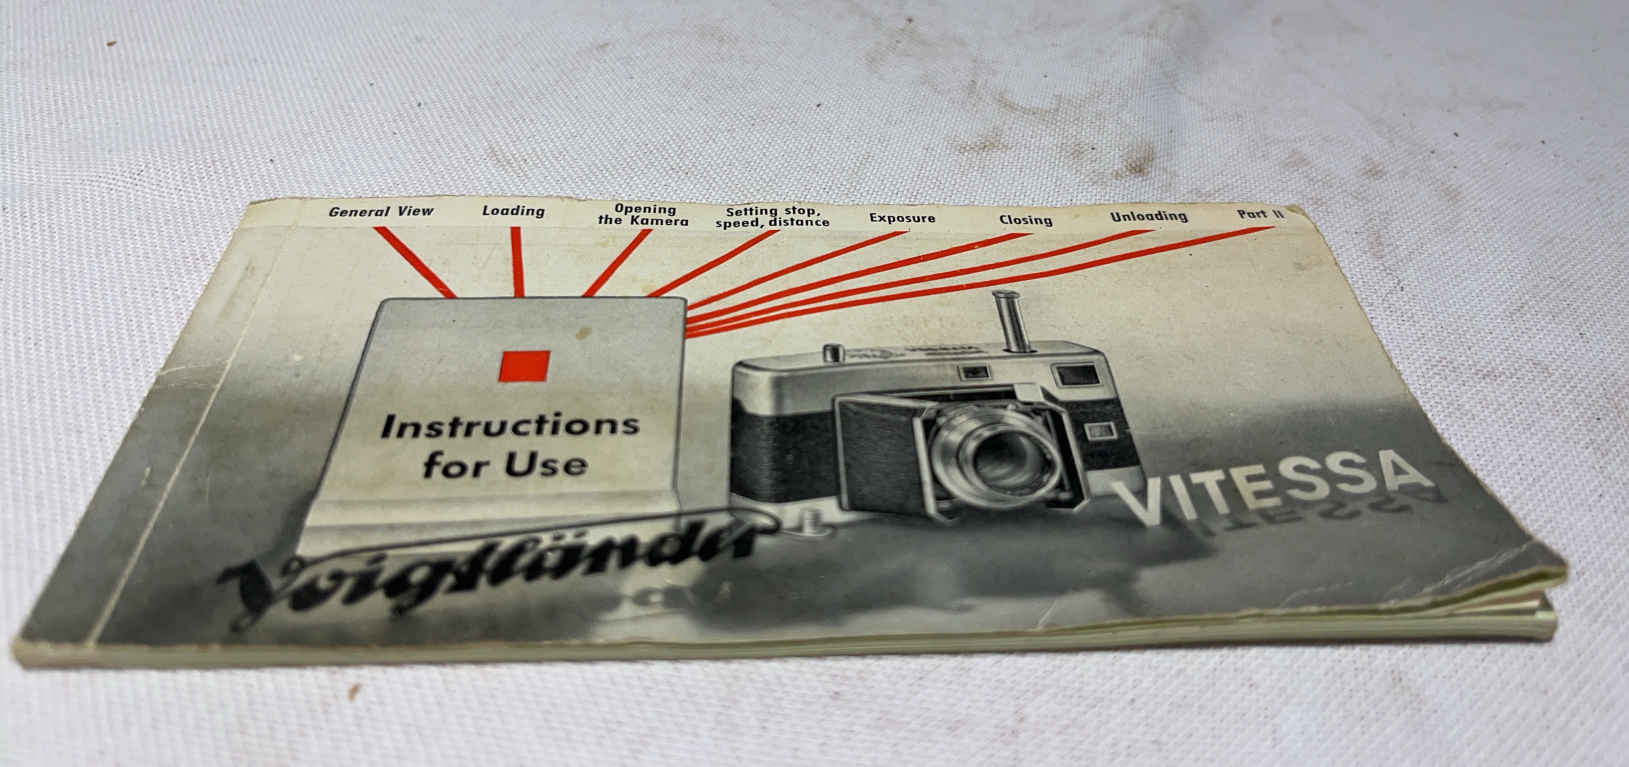 General View
Loading
Opening
the Kamera
Setting stop,
speed, distance
Exposure
Closing
Unloading
Part II
Instructions
for Use
Voigtländer
VITESSA